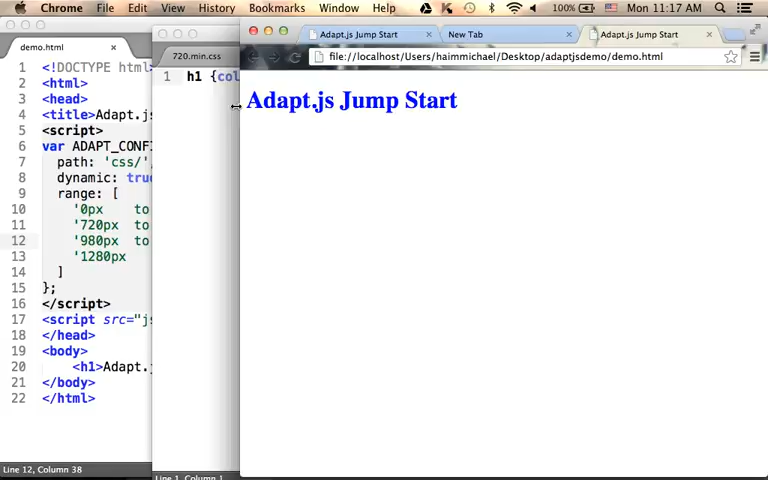 Chrome File Edit View History Bookmarks Window Help 100% Mon 11:17 AM
demo.html
1 <!DOCTYPE html>
2 <html>
3 <head>
4 <title>Adapt.js
5 <script>
6 var ADAPT_CONFI
7 path: 'css/',
8 dynamic: true
9 range: [
10 '0px to
11 '720px to
12 '980px to
13 '1280px
14 ]
15 };
16 </script>
17 <script src="js
18 </head>
19 <body>
20 <h1>Adapt.j
21 </body>
22 </html>
Line 12, Column 38
720.min.css
1 h1 {col
Line 1, Column 1
Adapt.js Jump Start New Tab Adapt.js Jump Start
file://localhost/Users/haimmichael/Desktop/adaptjsdemo/demo.html
Adapt.js Jump Start